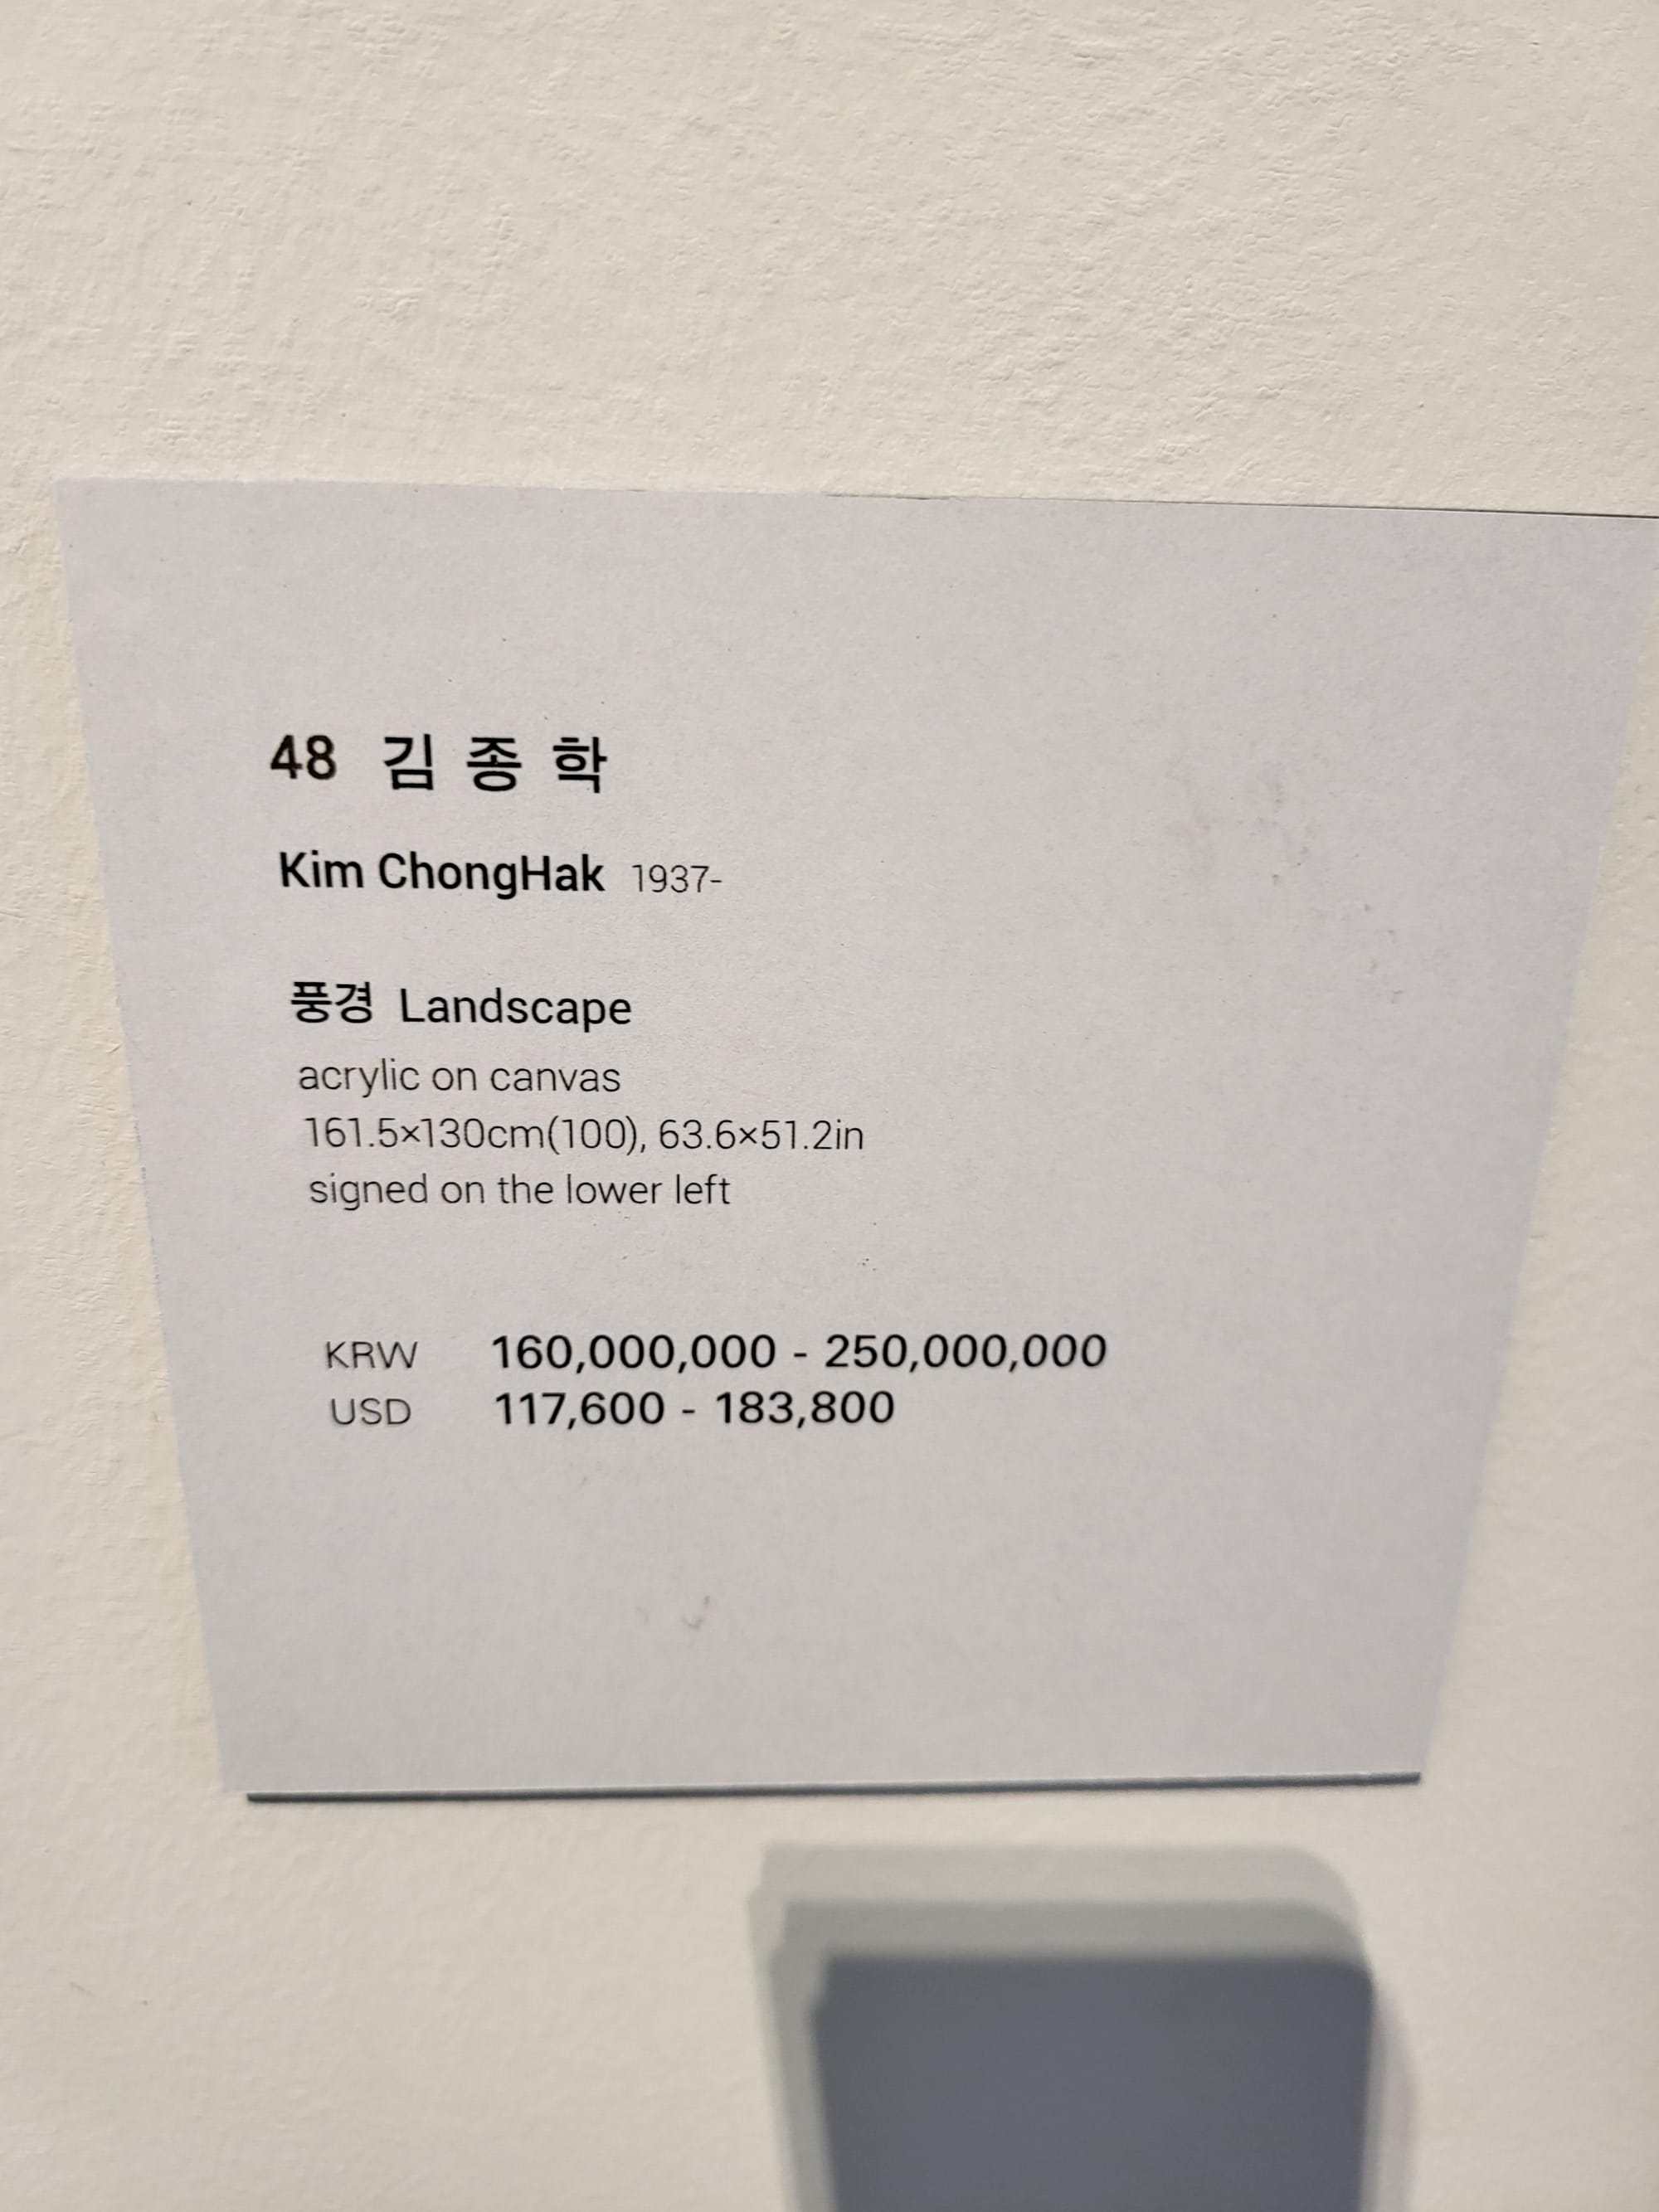 48 김 종 학
Kim ChongHak 1937-
풍경 Landscape
acrylic on canvas
161.5×130cm(100), 63.6×51.2in
signed on the lower left
KRW 160,000,000 - 250,000,000
USD 117,600 - 183,800